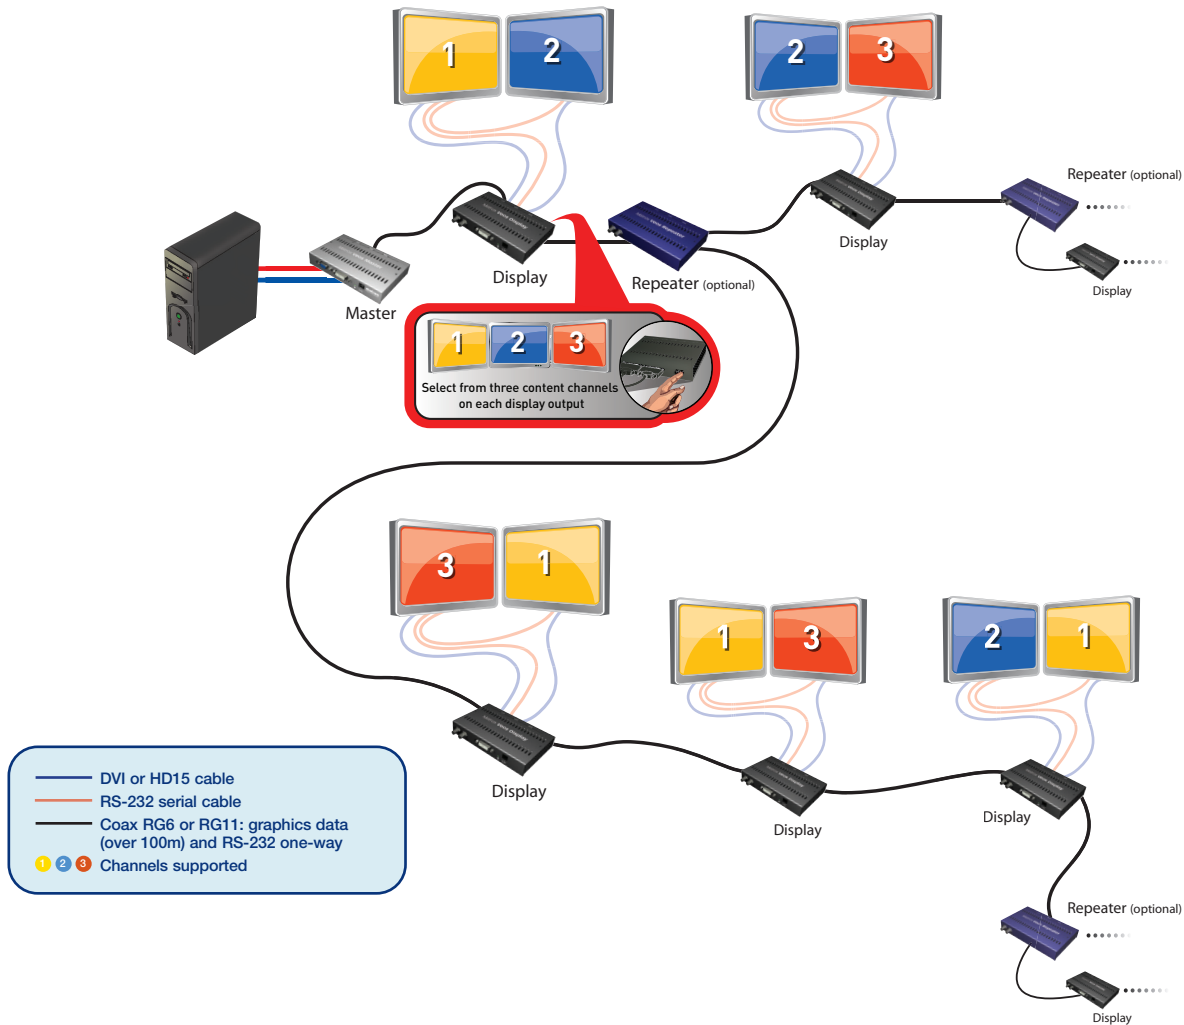 1
2
2
3
Repeater (optional)
Display
Display
Display
Repeater (optional)
Master
1
2
3
Select from three content channels
on each display output
3
1
1
3
2
1
Display
Display
Display
DVI or HD15 cable
RS-232 serial cable
Coax RG6 or RG11: graphics data
(over 100m) and RS-232 one-way
1 2 3 Channels supported
Repeater (optional)
Display